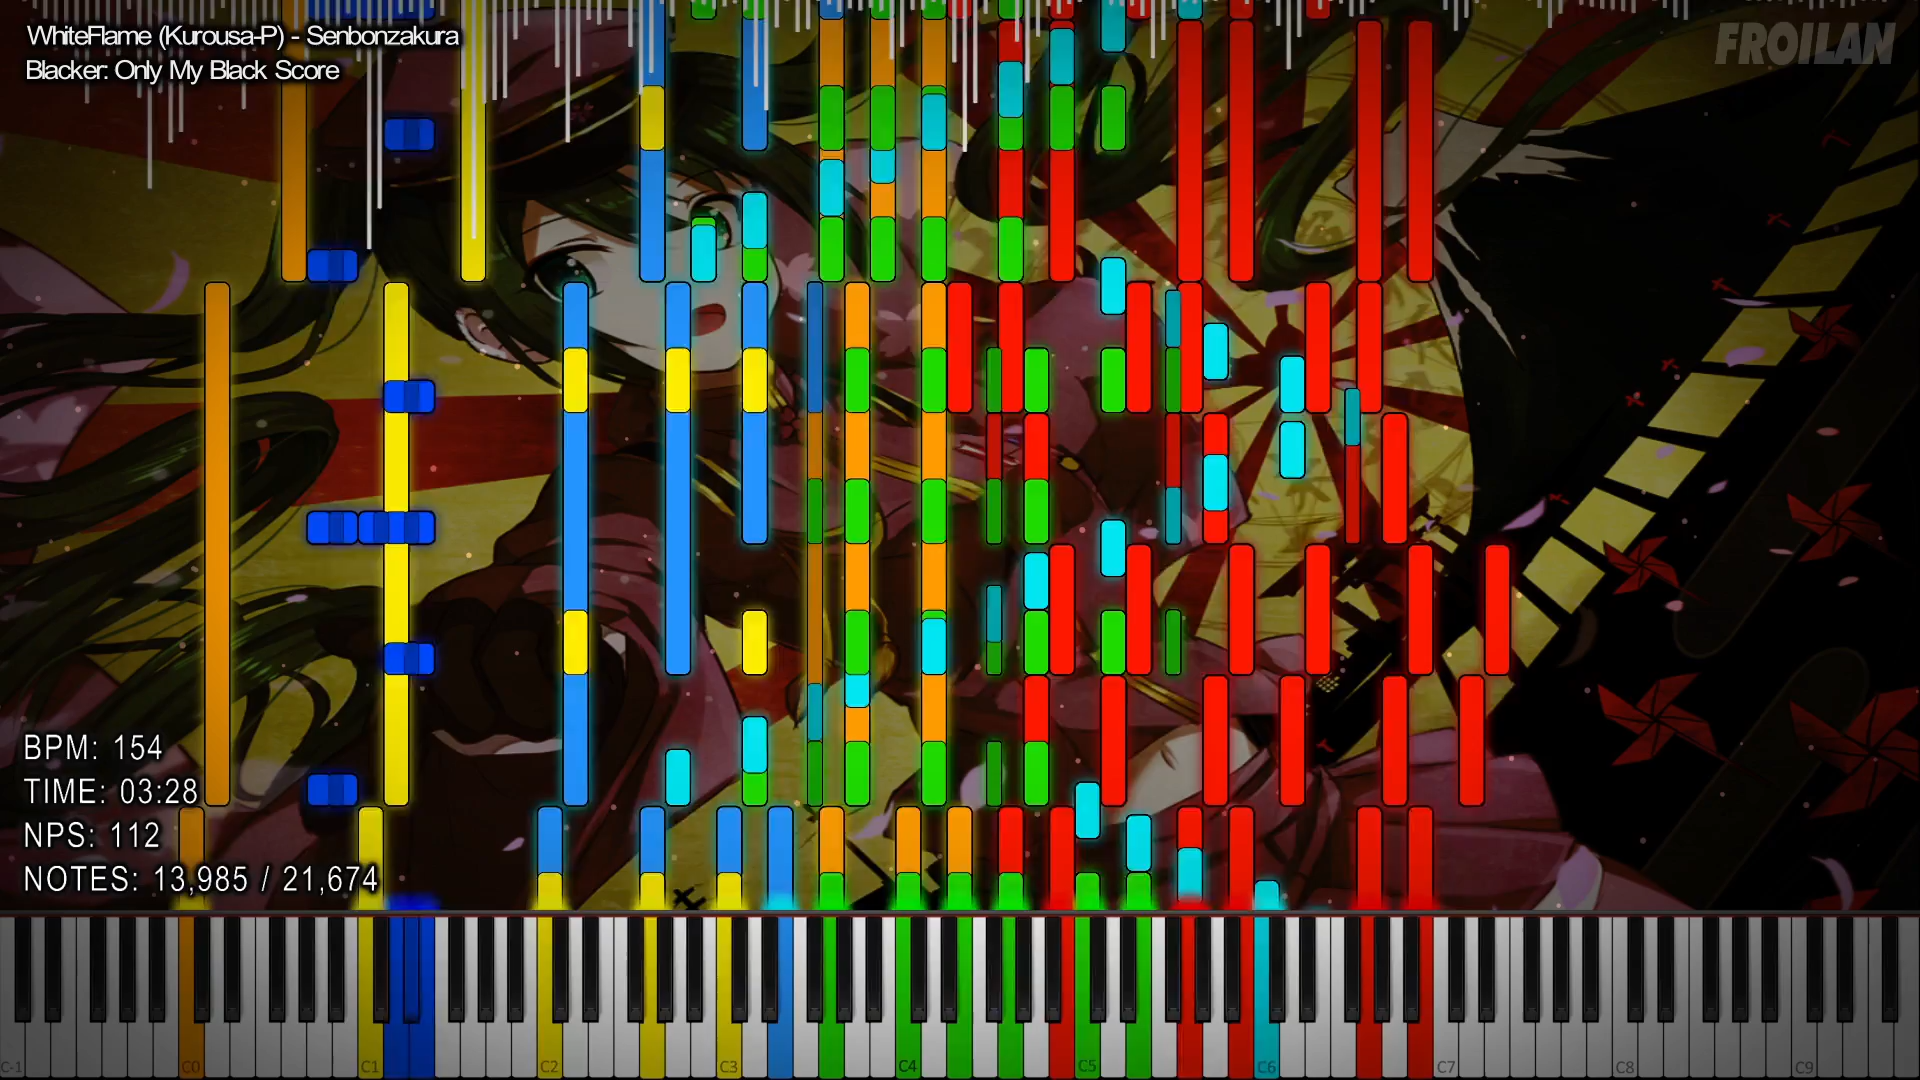 WhiteFlame (Kurousa-P) - Senbonzakura
Blacker: Only My Black Score
FROILAN
BPM: 154
TIME: 03:28
NPS: 112
NOTES: 13,985 / 21,674
C-1 C0 C1 C2 C3 C4 C5 C6 C7 C8 C9